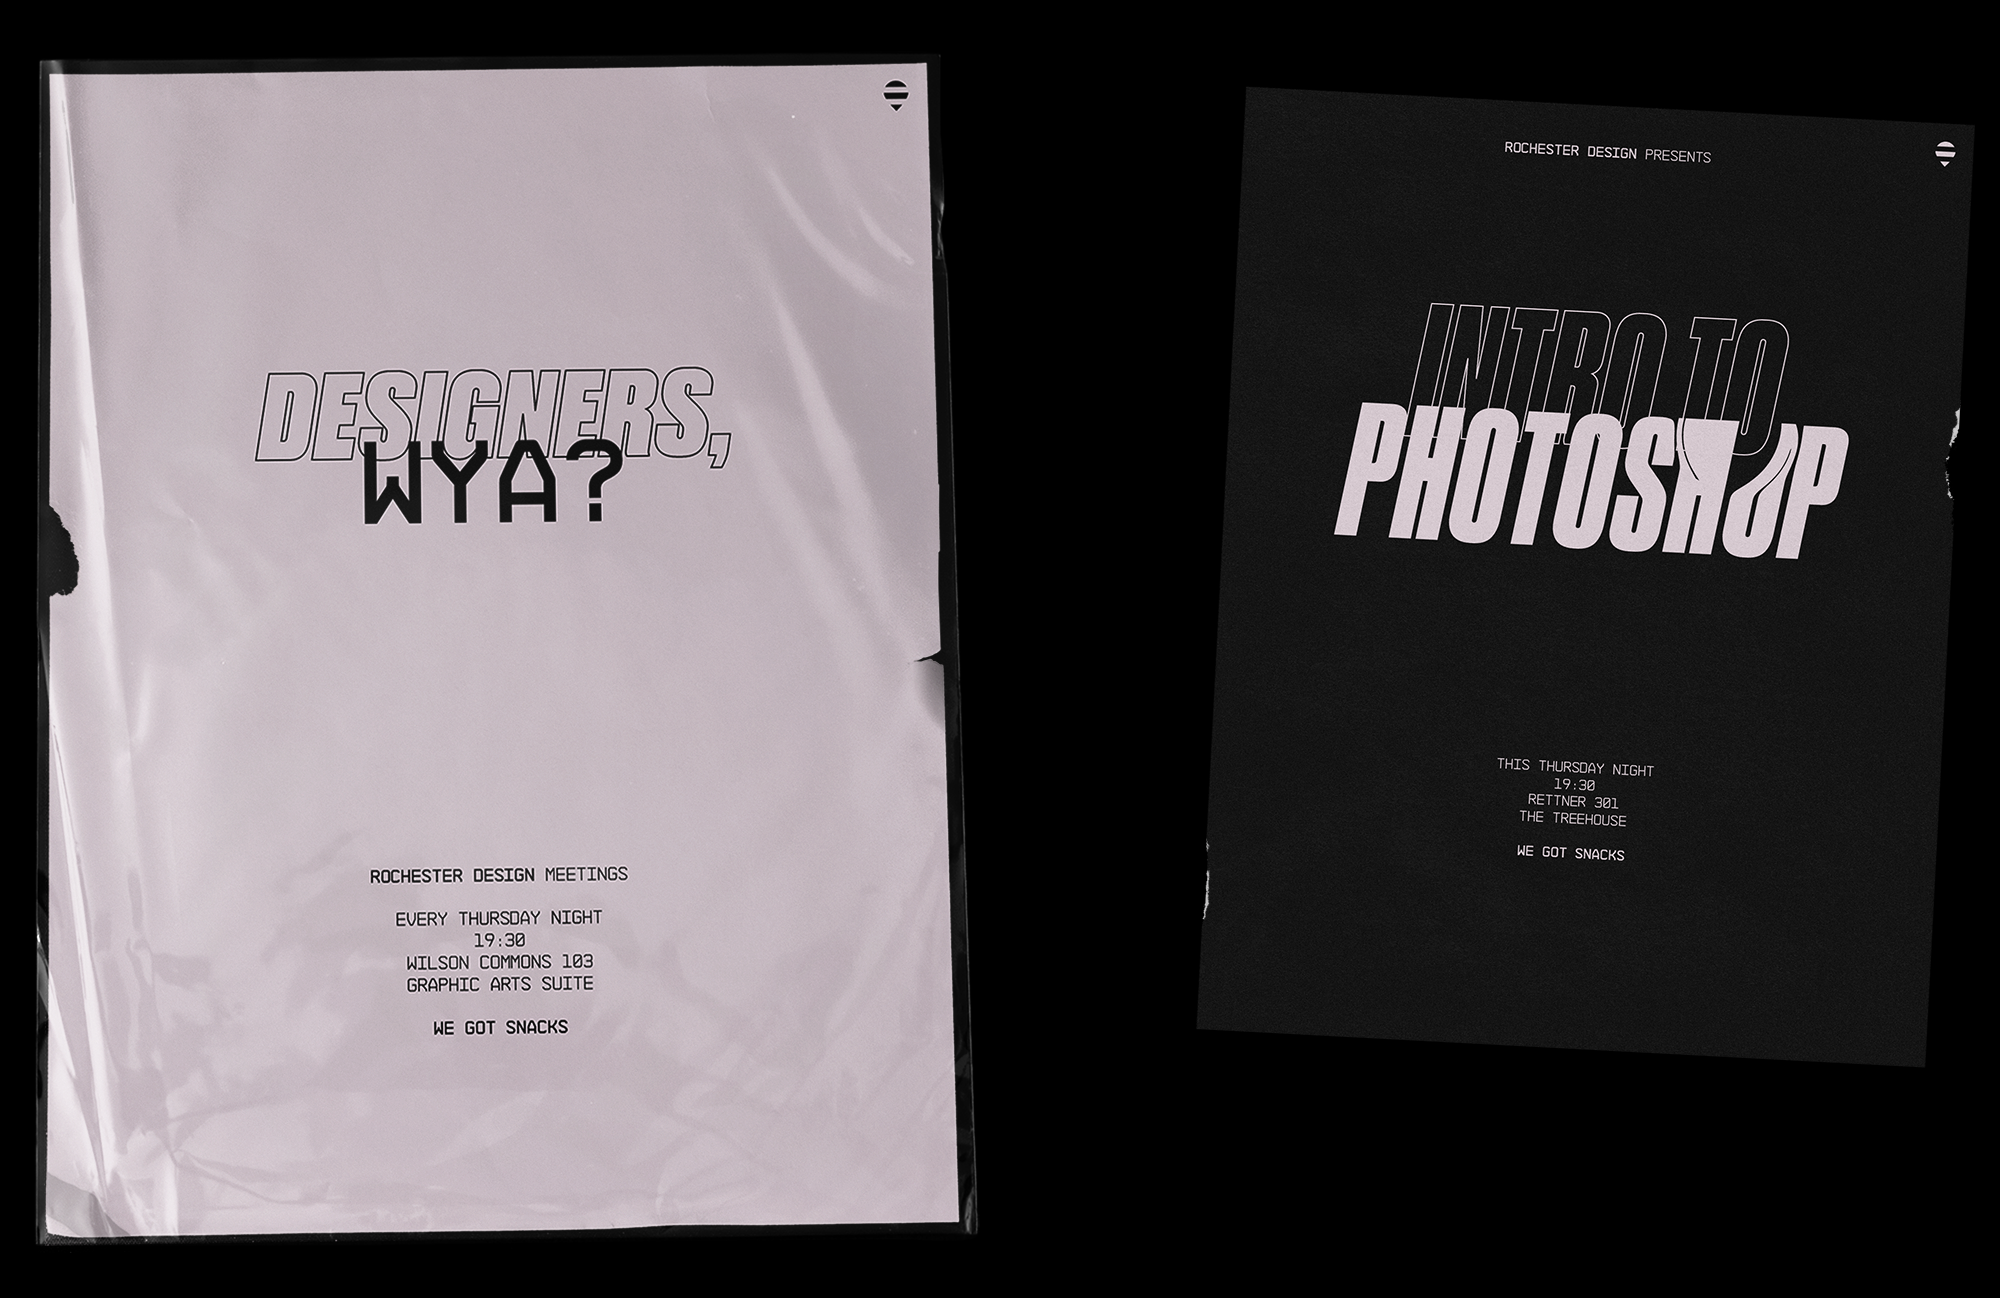 DESIGNERS,
WYA?
ROCHESTER DESIGN MEETINGS
EVERY THURSDAY NIGHT
19:30
WILSON COMMONS 103
GRAPHIC ARTS SUITE
WE GOT SNACKS
ROCHESTER DESIGN PRESENTS
INTRO TO
PHOTOSHOP
THIS THURSDAY NIGHT
19:30
RETTNER 301
THE TREEHOUSE
WE GOT SNACKS